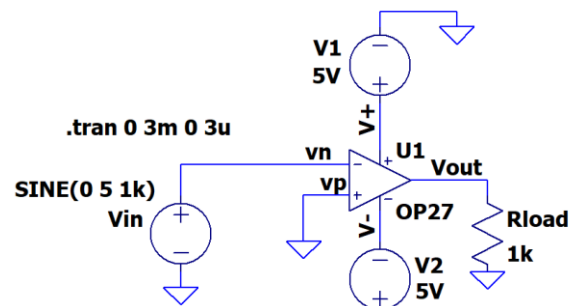 V1
5V
V+
.tran 0 3m 0 3u
vn
U1
Vout
SINE(0 5 1k)
vp
Vin
OP27
Rload
V-
1k
V2
5V